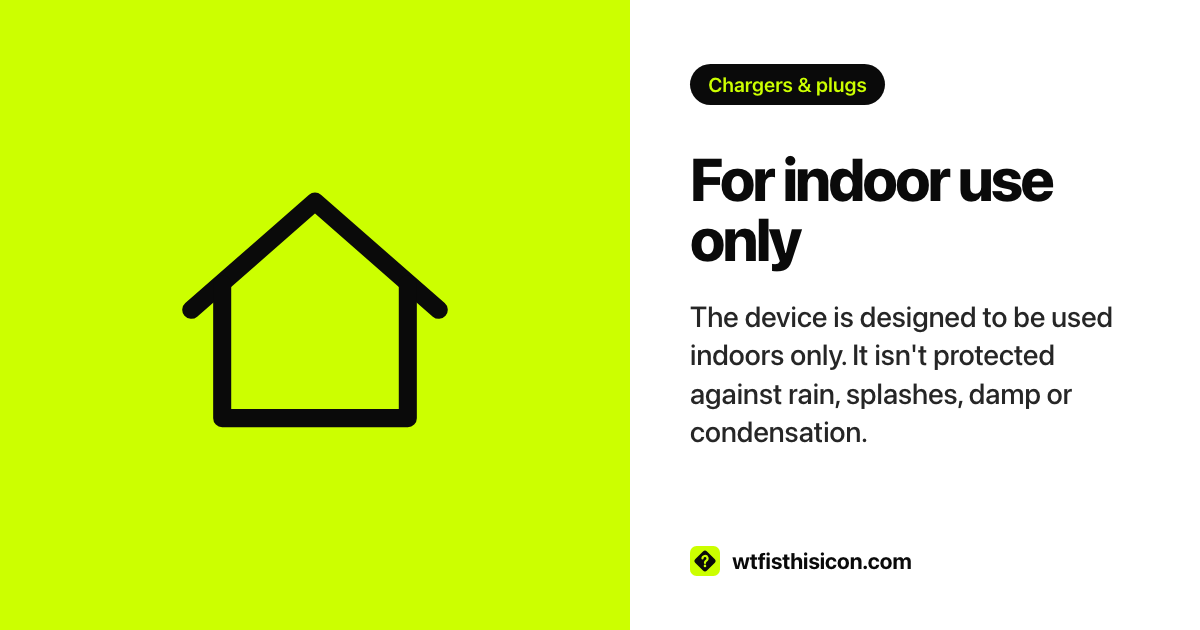 Chargers & plugs
For indoor use
only
The device is designed to be used
indoors only. It isn't protected
against rain, splashes, damp or
condensation.
?
wtfisthisicon.com